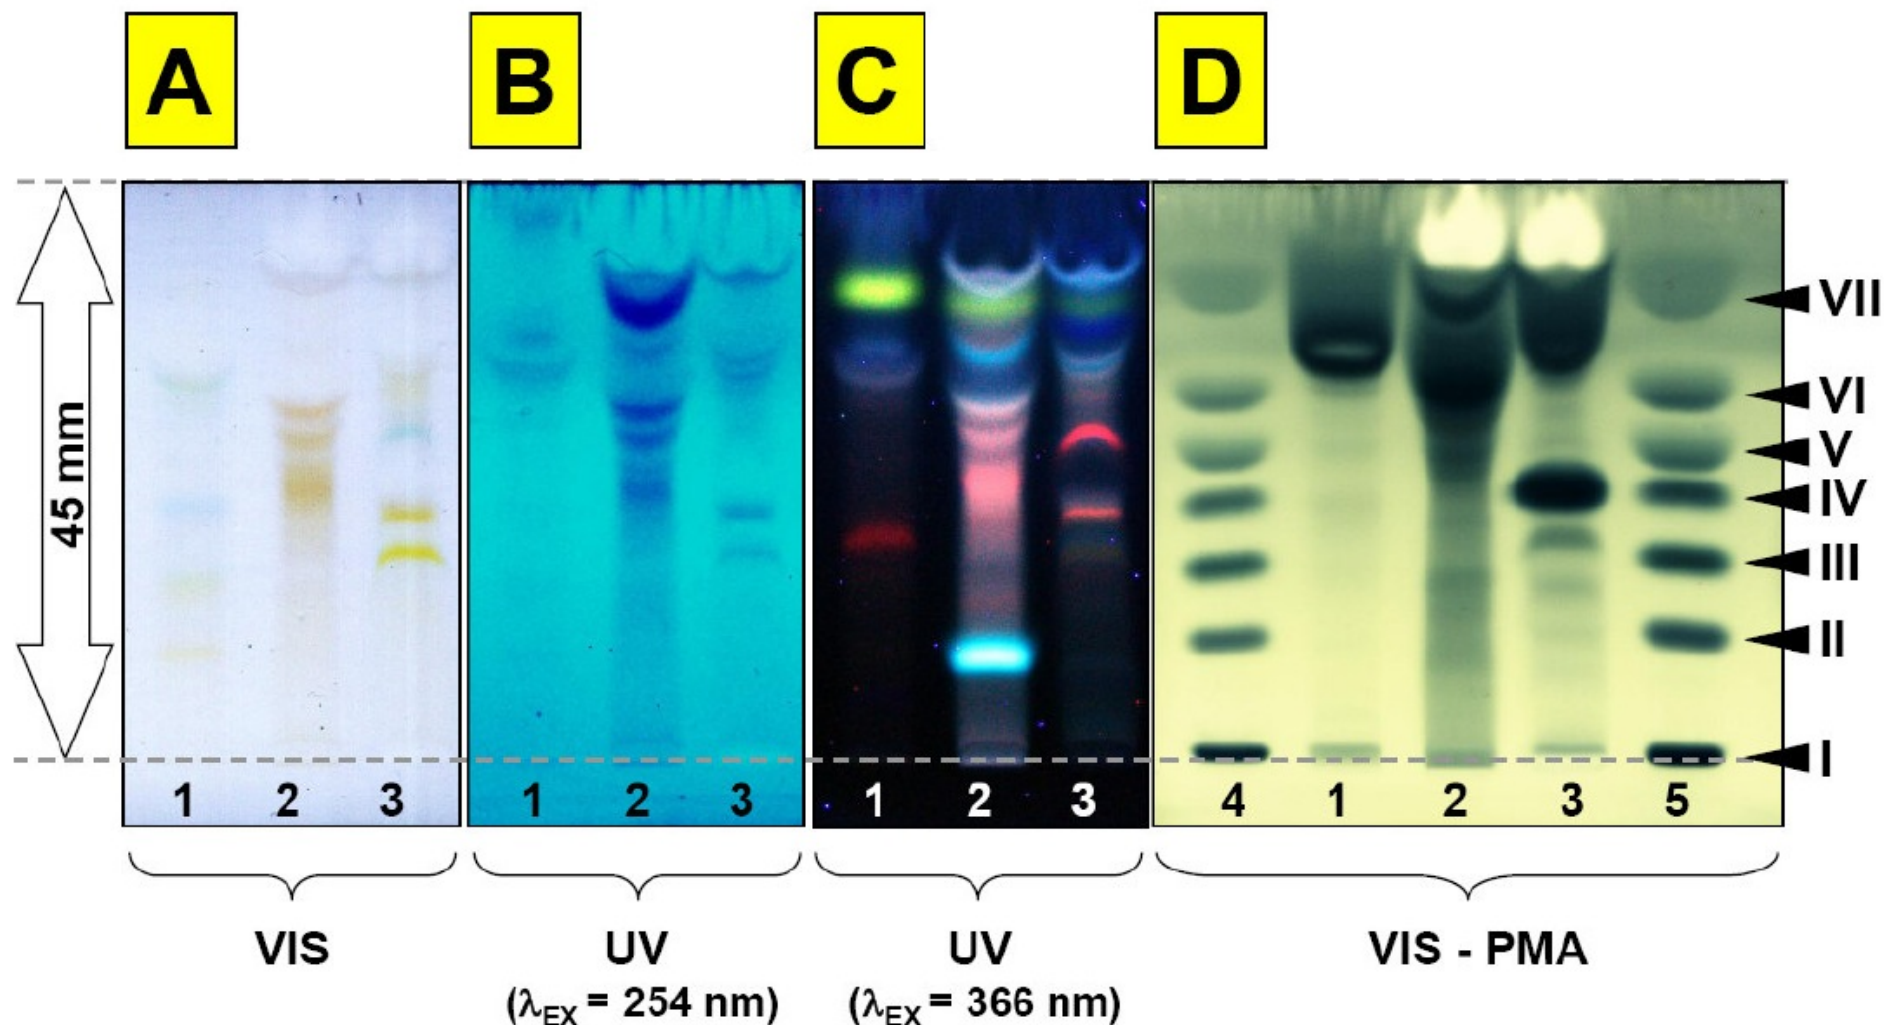 A B C D
45 mm
VII
VI
V
IV
III
II
I
1 2 3 1 2 3 1 2 3 4 1 2 3 5
VIS UV UV VIS - PMA
(λEX = 254 nm) (λEX = 366 nm)